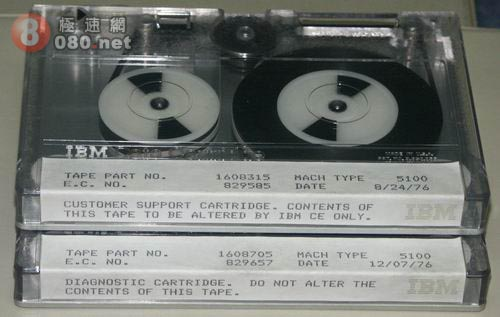 8 極速網
080.net
IBM
MADE IN U.S.A.
TAPE PART NO. 1608315 MACH TYPE 5100
E.C. NO. 829585 DATE 8/24/76
CUSTOMER SUPPORT CARTRIDGE. CONTENTS OF
THIS TAPE TO BE ALTERED BY IBM CE ONLY.
IBM
TAPE PART NO. 1608705 MACH TYPE 5100
E.C. NO. 829657 DATE 12/07/76
DIAGNOSTIC CARTRIDGE. DO NOT ALTER THE
CONTENTS OF THIS TAPE.
IBM